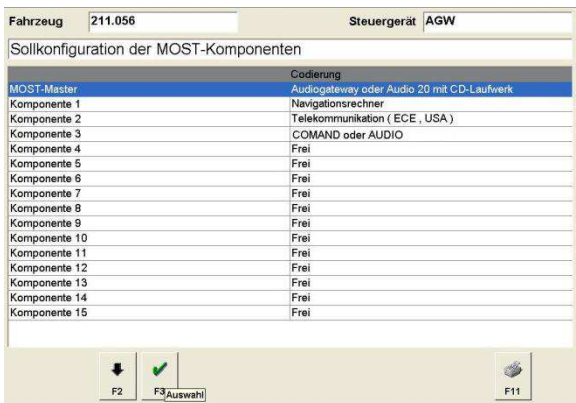 Fahrzeug 211.056 Steuergerät AGW
Sollkonfiguration der MOST-Komponenten
Codierung
MOST-Master Audiogateway oder Audio 20 mit CD-Laufwerk
Komponente 1 Navigationsrechner
Komponente 2 Telekommunikation ( ECE , USA )
Komponente 3 COMAND oder AUDIO
Komponente 4 Frei
Komponente 5 Frei
Komponente 6 Frei
Komponente 7 Frei
Komponente 8 Frei
Komponente 9 Frei
Komponente 10 Frei
Komponente 11 Frei
Komponente 12 Frei
Komponente 13 Frei
Komponente 14 Frei
Komponente 15 Frei
F2 F3 Auswahl F11